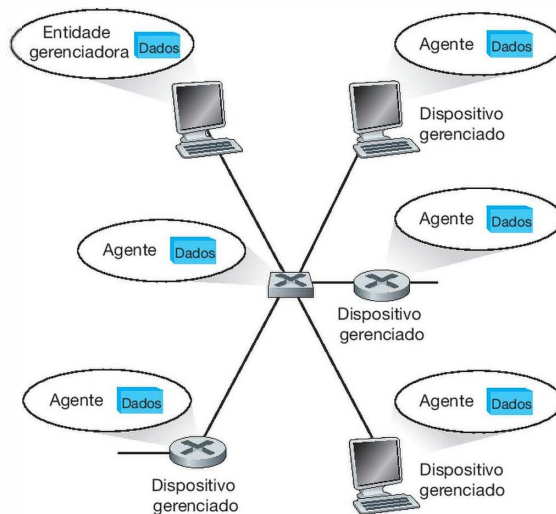 Entidade
gerenciadora Dados
Agente Dados
Dispositivo
gerenciado
Agente Dados
Agente Dados
Dispositivo
gerenciado
Agente Dados
Dispositivo
gerenciado
Agente Dados
Dispositivo
gerenciado